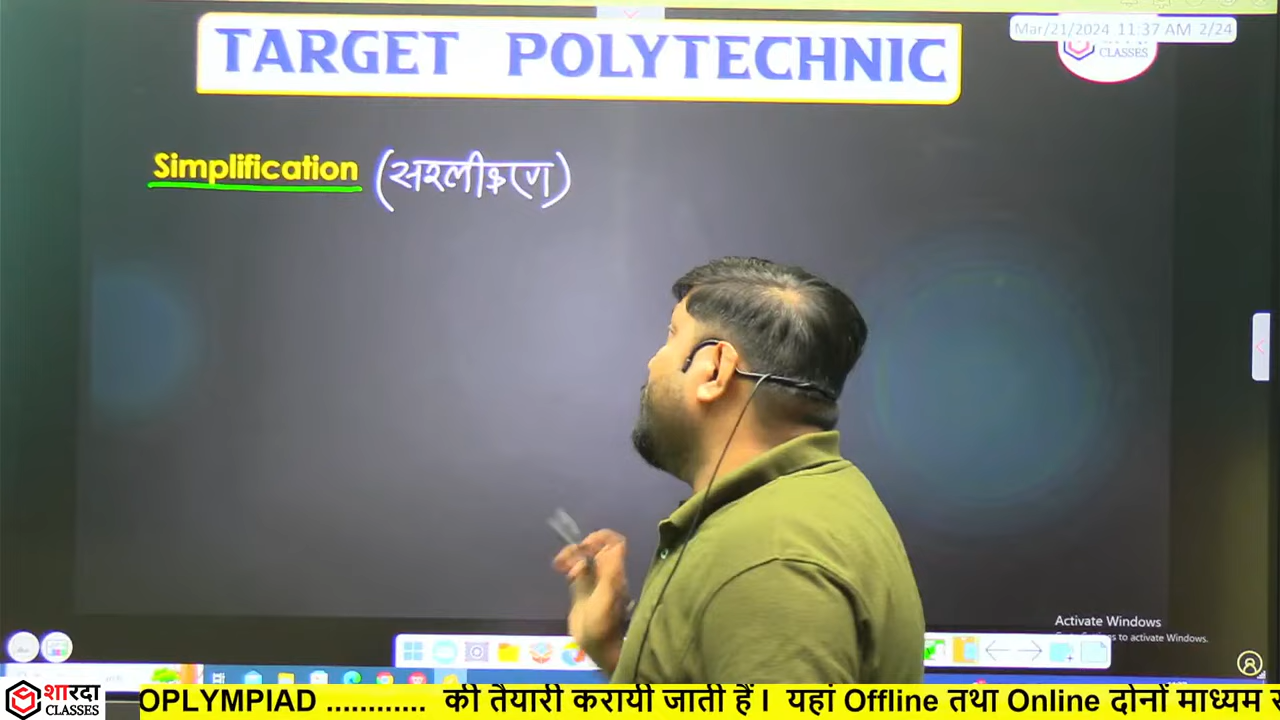 Mar/21/2024 11:37 AM 2/24
TARGET POLYTECHNIC
CLASSES
Simplification (सरलीकरण)
Activate Windows
to activate Windows.
शारदा
CLASSES
OPLYMPIAD ............ की तैयारी करायी जाती हैं I यहां Offline तथा Online दोनों माध्यम